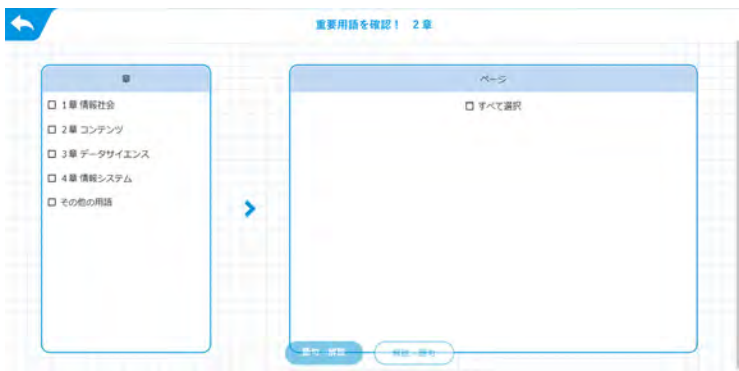 重要用語を確認! 2章
章
1章 情報社会
2章 コンテンツ
3章 データサイエンス
4章 情報システム
その他の用語
ページ
すべて選択